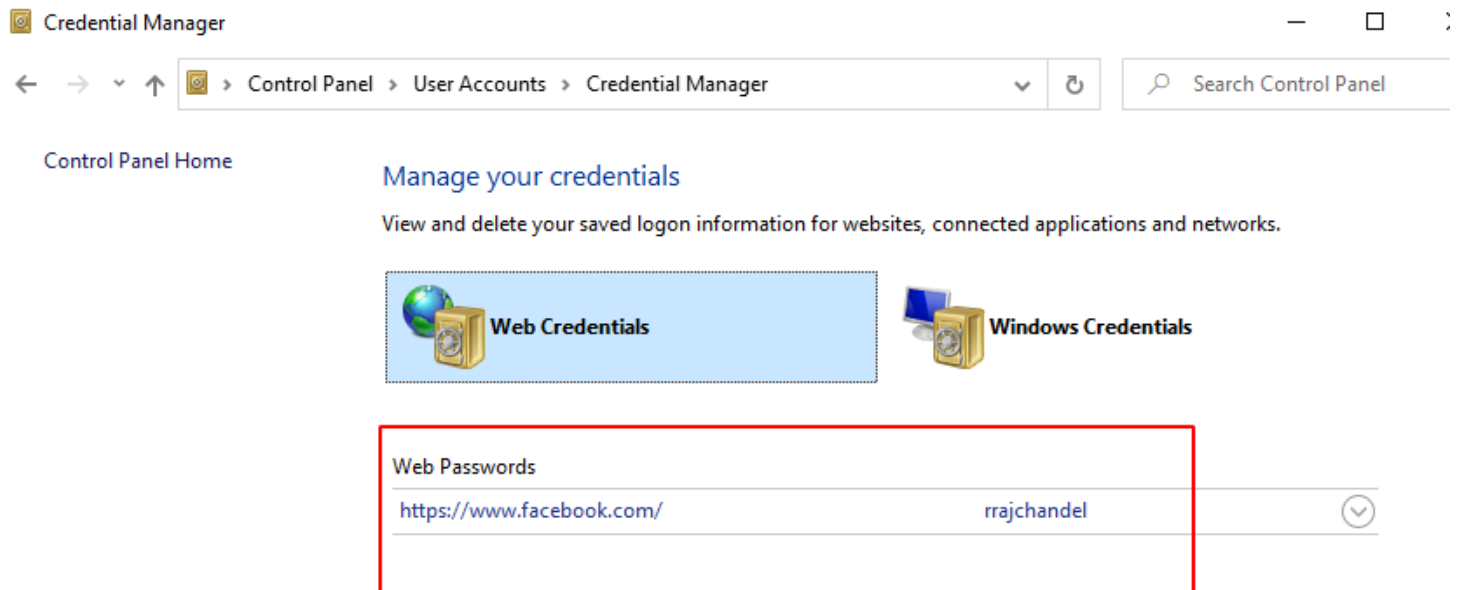 Credential Manager
Control Panel > User Accounts > Credential Manager
Search Control Panel
Control Panel Home
Manage your credentials
View and delete your saved logon information for websites, connected applications and networks.
Web Credentials
Windows Credentials
Web Passwords
https://www.facebook.com/ rrajchandel